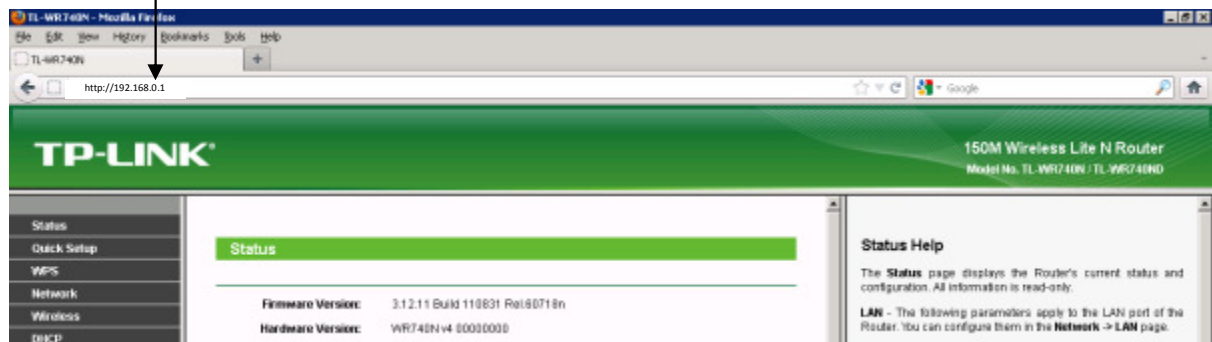 TL-WR740N - Mozilla Firefox
File Edit View History Bookmarks Tools Help
TL-WR740N
http://192.168.0.1
Google
TP-LINK®
150M Wireless Lite N Router
Model No. TL-WR740N / TL-WR740ND
Status
Quick Setup
WPS
Network
Wireless
DHCP
Status
Firmware Version: 3.12.11 Build 110831 Rel.60718n
Hardware Version: WR740N v4 00000000
Status Help
The Status page displays the Router's current status and
configuration. All information is read-only.
LAN - The following parameters apply to the LAN port of the
Router. You can configure them in the Network -> LAN page.